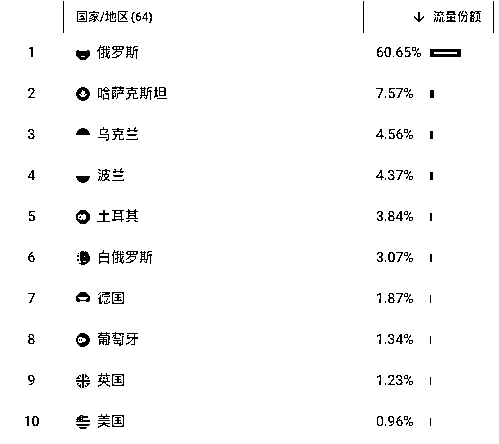 国家/地区 (64) ↓ 流量份额
1 俄罗斯 60.65%
2 哈萨克斯坦 7.57%
3 乌克兰 4.56%
4 波兰 4.37%
5 土耳其 3.84%
6 白俄罗斯 3.07%
7 德国 1.87%
8 葡萄牙 1.34%
9 英国 1.23%
10 美国 0.96%